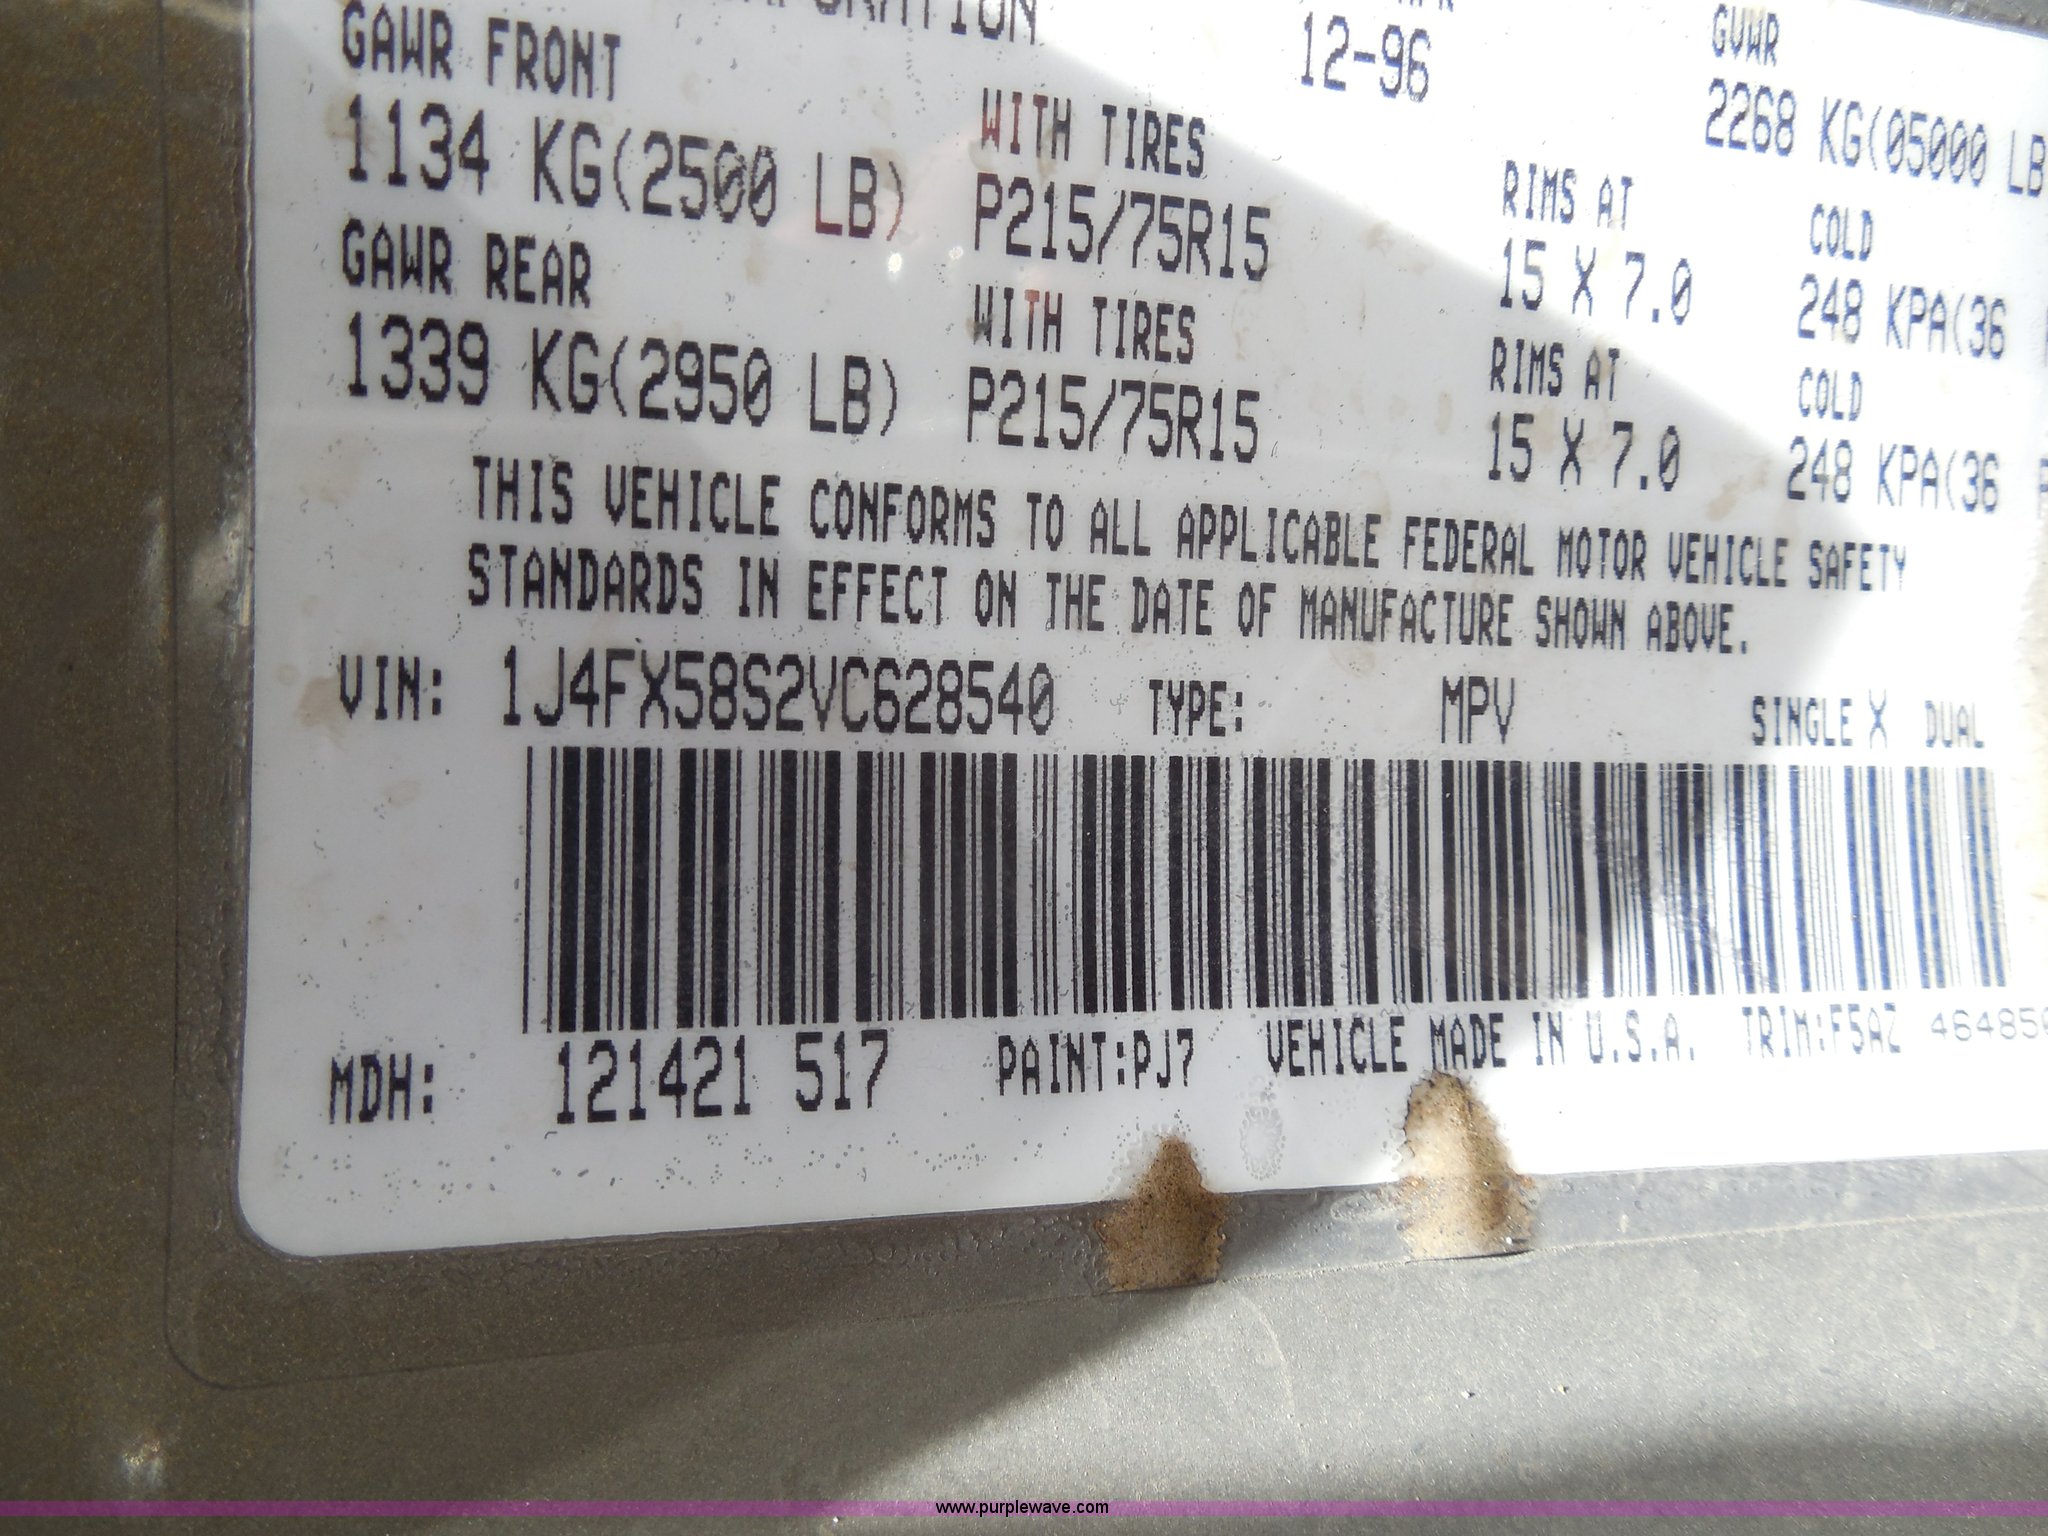 12-96 GVWR
GAWR FRONT WITH TIRES 2268 KG(05000 LB
1134 KG(2500 LB) P215/75R15 RIMS AT COLD
GAWR REAR WITH TIRES 15 X 7.0 248 KPA(36
1339 KG(2950 LB) P215/75R15 RIMS AT COLD
15 X 7.0 248 KPA(36
THIS VEHICLE CONFORMS TO ALL APPLICABLE FEDERAL MOTOR VEHICLE SAFETY
STANDARDS IN EFFECT ON THE DATE OF MANUFACTURE SHOWN ABOVE.
VIN: 1J4FX58S2VC628540 TYPE: MPV SINGLE X DUAL
MDH: 121421 517 PAINT:PJ7 VEHICLE MADE IN U.S.A. TRIM:F5AZ
www.purplewave.com